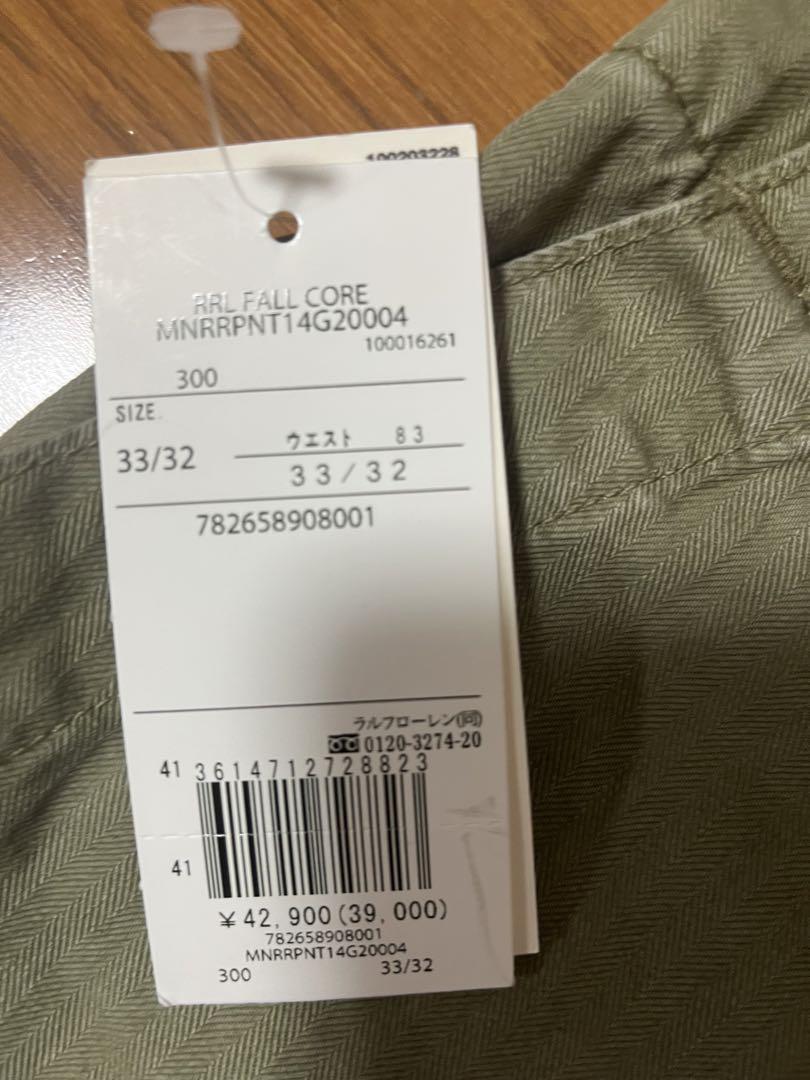 100203228
RRL FALL CORE
MNRRPNT14G20004
100016261
300
SIZE.
33/32
ウエスト 83
33/32
782658908001
ラルフローレン(同)
0120-3274-20
41 3614712728823
41
¥42,900(39,000)
782658908001
MNRRPNT14G20004
300 33/32